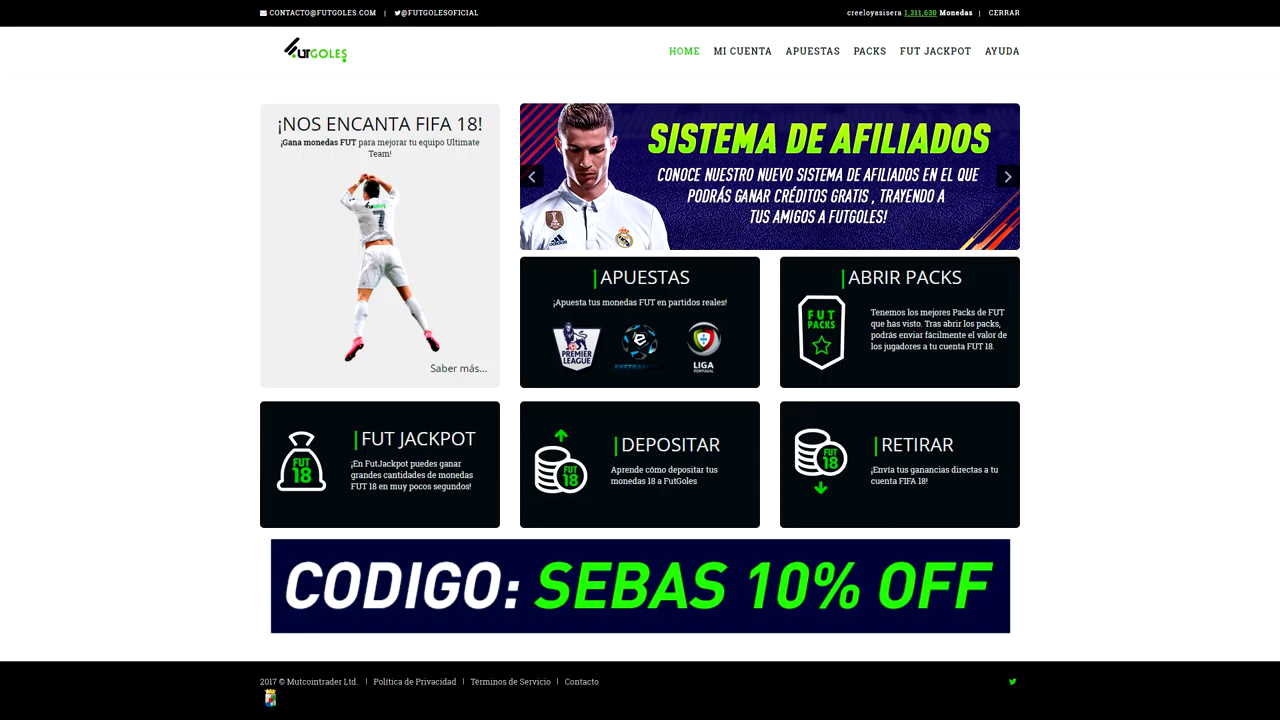 CONTACTO@FUTGOLES.COM | @FUTGOLESOFICIAL
creeloyasisera 1,311,630 Monedas | CERRAR
FUTGOLES
HOME MI CUENTA APUESTAS PACKS FUT JACKPOT AYUDA
¡NOS ENCANTA FIFA 18!
¡Gana monedas FUT para mejorar tu equipo Ultimate
Team!
7
Saber más...
SISTEMA DE AFILIADOS
CONOCE NUESTRO NUEVO SISTEMA DE AFILIADOS EN EL QUE
PODRÁS GANAR CRÉDITOS GRATIS , TRAYENDO A
TUS AMIGOS A FUTGOLES!
adidas
|APUESTAS
¡Apuesta tus monedas FUT en partidos reales!
PREMIER
LEAGUE
EKSTRAKLASA
LIGA
PORTUGAL
|ABRIR PACKS
FUT
PACKS
Tenemos los mejores Packs de FUT
que has visto. Tras abrir los packs,
podrás enviar fácilmente el valor de
los jugadores a tu cuenta FUT 18.
|FUT JACKPOT
FUT
18
¡En FutJackpot puedes ganar
grandes cantidades de monedas
FUT 18 en muy pocos segundos!
|DEPOSITAR
FUT
18
Aprende cómo depositar tus
monedas 18 a FutGoles
|RETIRAR
FUT
18
¡Envía tus ganancias directas a tu
cuenta FIFA 18!
CODIGO: SEBAS 10% OFF
2017 © Mutcointrader Ltd. | Política de Privacidad | Términos de Servicio | Contacto